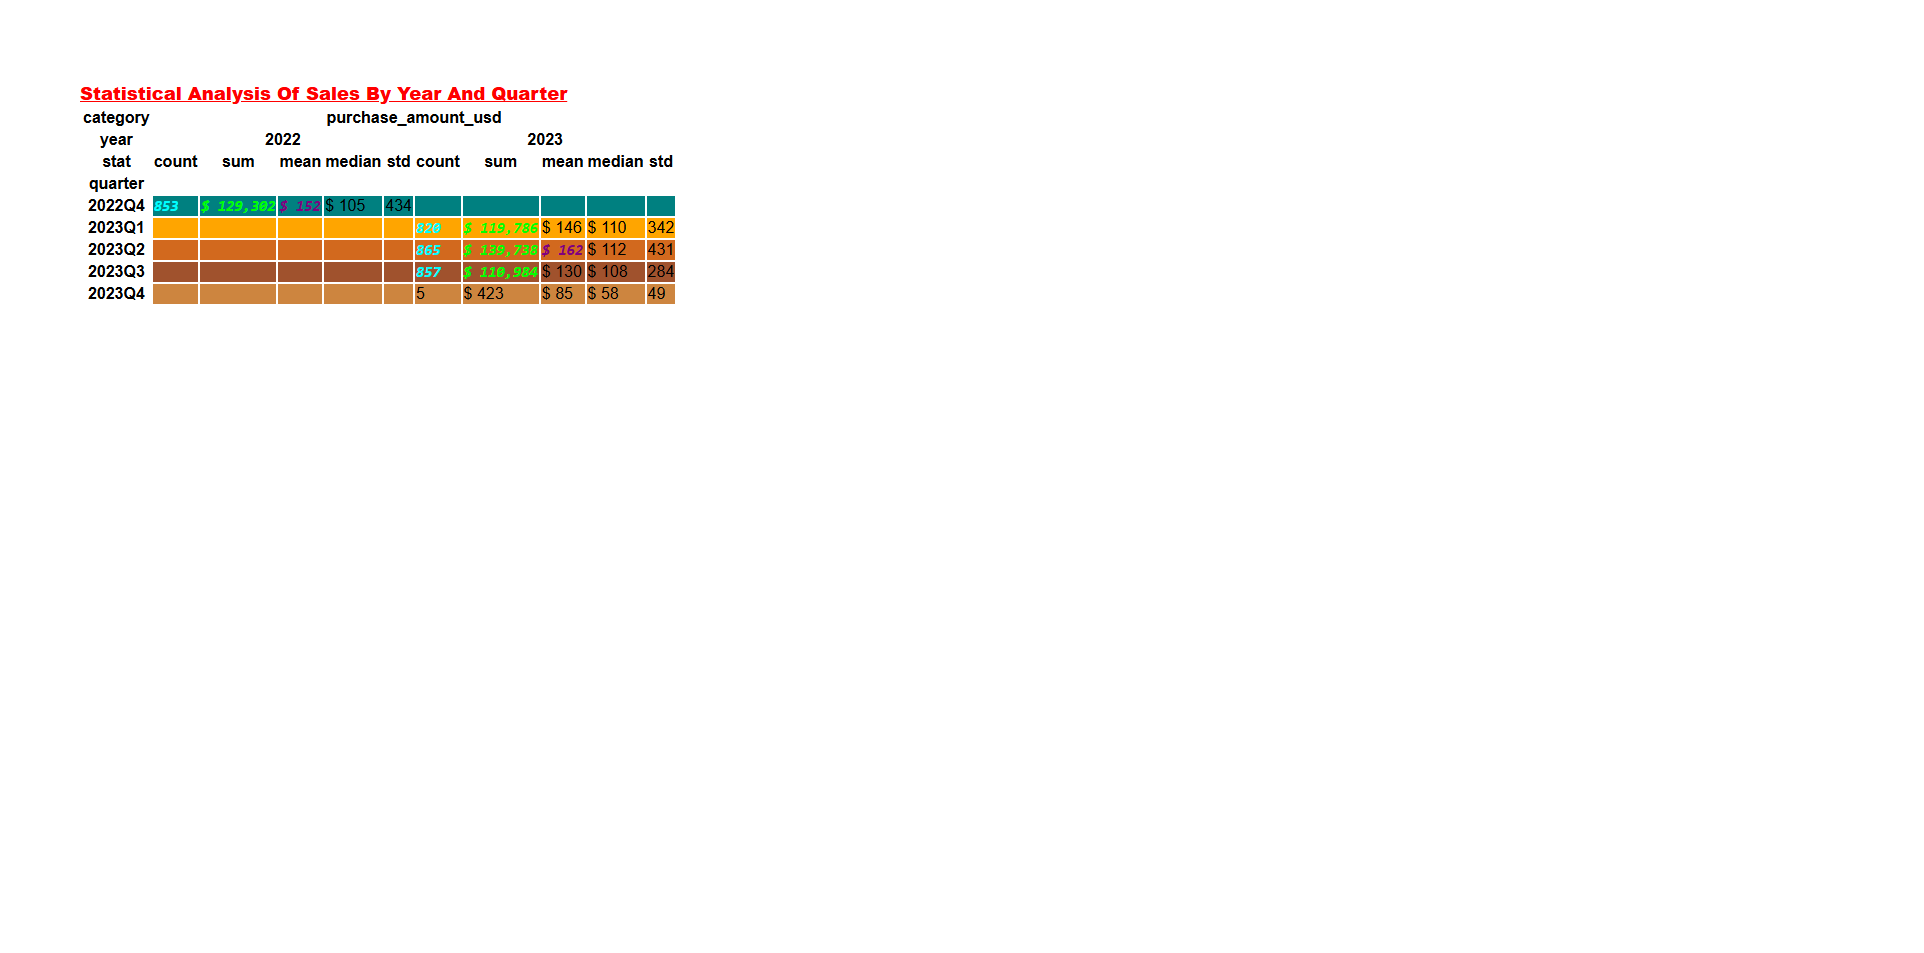 Statistical Analysis Of Sales By Year And Quarter
category purchase_amount_usd
year 2022 2023
stat count sum mean median std count sum mean median std
quarter
2022Q4 853 $ 129,302 $ 152 $ 105 434
2023Q1 820 $ 119,786 $ 146 $ 110 342
2023Q2 865 $ 139,738 $ 162 $ 112 431
2023Q3 857 $ 110,984 $ 130 $ 108 284
2023Q4 5 $ 423 $ 85 $ 58 49